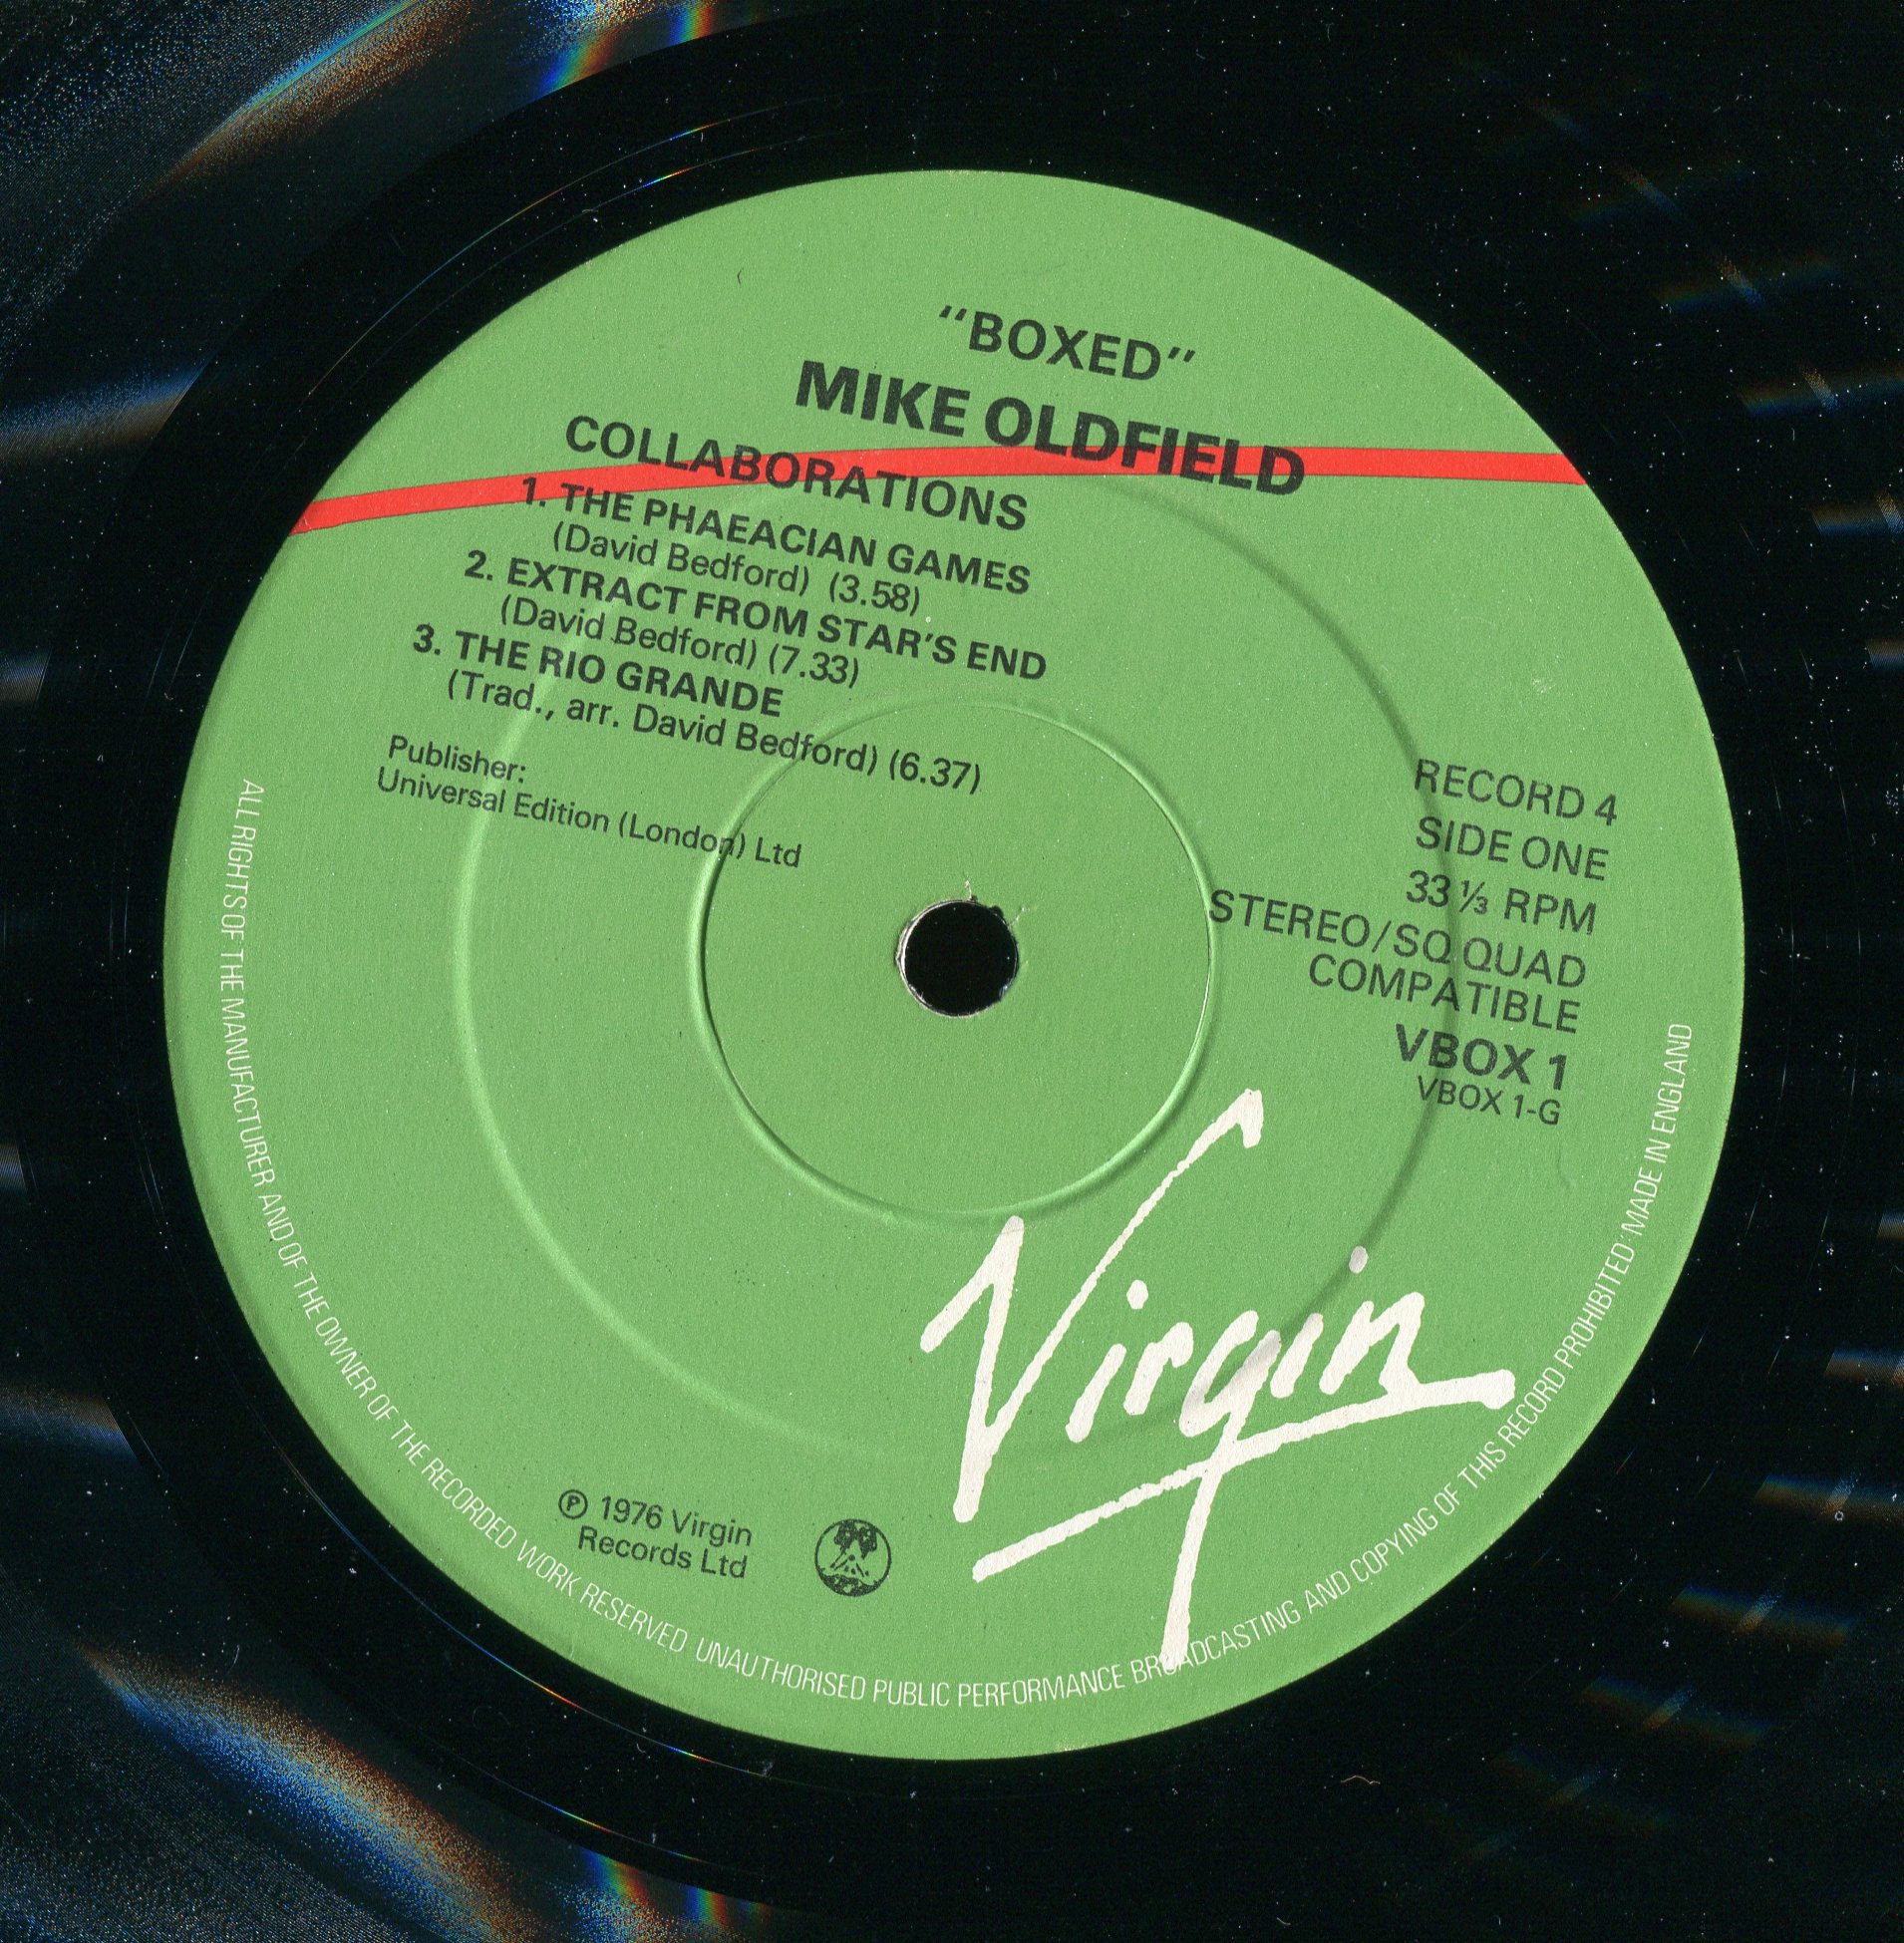 “BOXED”
MIKE OLDFIELD
COLLABORATIONS
1. THE PHAEACIAN GAMES
(David Bedford) (3.58)
2. EXTRACT FROM STAR’S END
(David Bedford) (7.33)
3. THE RIO GRANDE
(Trad., arr. David Bedford) (6.37)
Publisher:
Universal Edition (London) Ltd
RECORD 4
SIDE ONE
33 ⅓ RPM
STEREO/SQ QUAD
COMPATIBLE
VBOX 1
VBOX 1-G
Virgin
℗ 1976 Virgin
Records Ltd
ALL RIGHTS OF THE MANUFACTURER AND OF THE OWNER OF THE RECORDED WORK RESERVED UNAUTHORISED PUBLIC PERFORMANCE BROADCASTING AND COPYING OF THIS RECORD PROHIBITED MADE IN ENGLAND